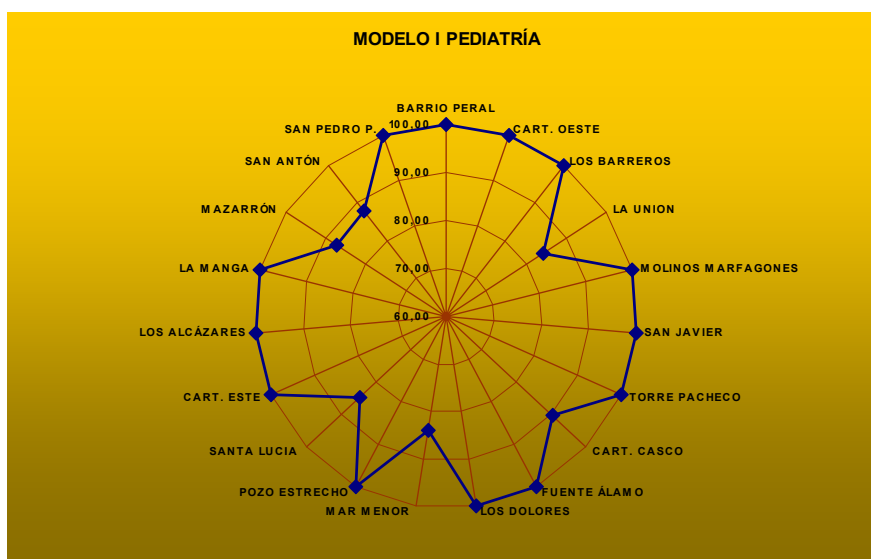 MODELO I PEDIATRÍA
BARRIO PERAL
CART. OESTE
LOS BARREROS
LA UNION
MOLINOS MARFAGONES
SAN JAVIER
TORRE PACHECO
CART. CASCO
FUENTE ÁLAMO
LOS DOLORES
MAR MENOR
POZO ESTRECHO
SANTA LUCIA
CART. ESTE
LOS ALCÁZARES
LA MANGA
MAZARRÓN
SAN ANTÓN
SAN PEDRO P.
100,00
90,00
80,00
70,00
60,00